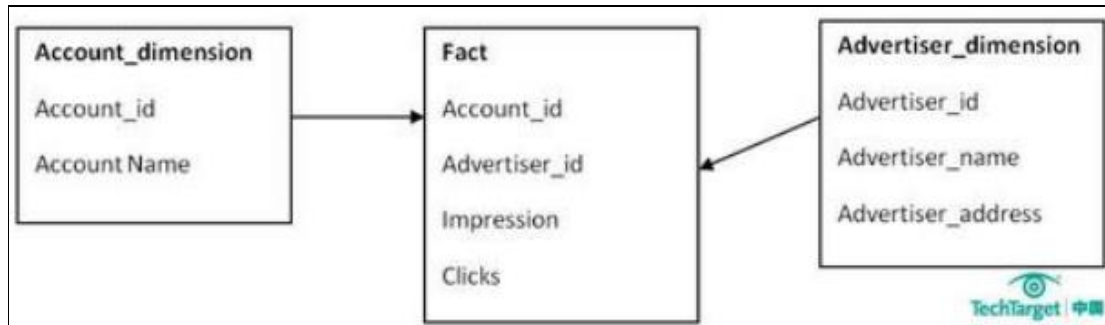 Account_dimension
Account_id
Account Name
Fact
Account_id
Advertiser_id
Impression
Clicks
Advertiser_dimension
Advertiser_id
Advertiser_name
Advertiser_address
TechTarget 中国